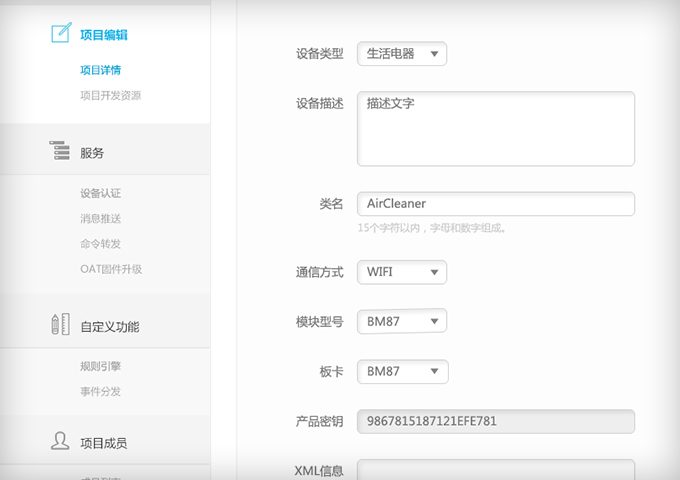 项目编辑
项目详情
项目开发资源
服务
设备认证
消息推送
命令转发
OAT固件升级
自定义功能
规则引擎
事件分发
项目成员
设备类型 生活电器
设备描述 描述文字
类名 AirCleaner
15个字符以内，字母和数字组成。
通信方式 WIFI
模块型号 BM87
板卡 BM87
产品密钥 9867815187121EFE781
XML信息